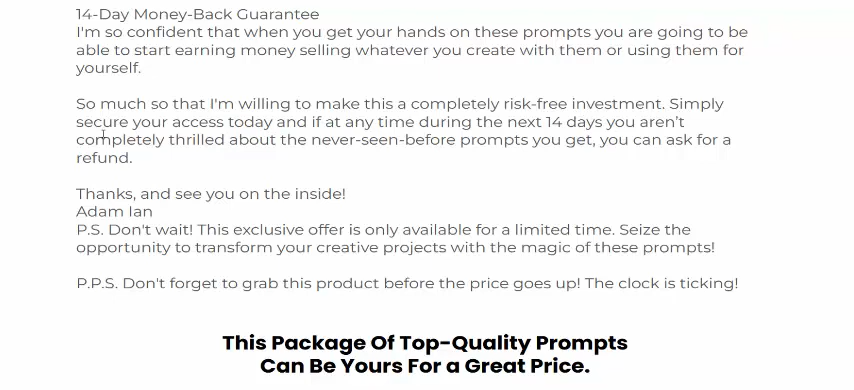 14-Day Money-Back Guarantee
I'm so confident that when you get your hands on these prompts you are going to be
able to start earning money selling whatever you create with them or using them for
yourself.
So much so that I'm willing to make this a completely risk-free investment. Simply
secure your access today and if at any time during the next 14 days you aren’t
completely thrilled about the never-seen-before prompts you get, you can ask for a
refund.
Thanks, and see you on the inside!
Adam Ian
P.S. Don't wait! This exclusive offer is only available for a limited time. Seize the
opportunity to transform your creative projects with the magic of these prompts!
P.P.S. Don't forget to grab this product before the price goes up! The clock is ticking!
This Package Of Top-Quality Prompts
Can Be Yours For a Great Price.